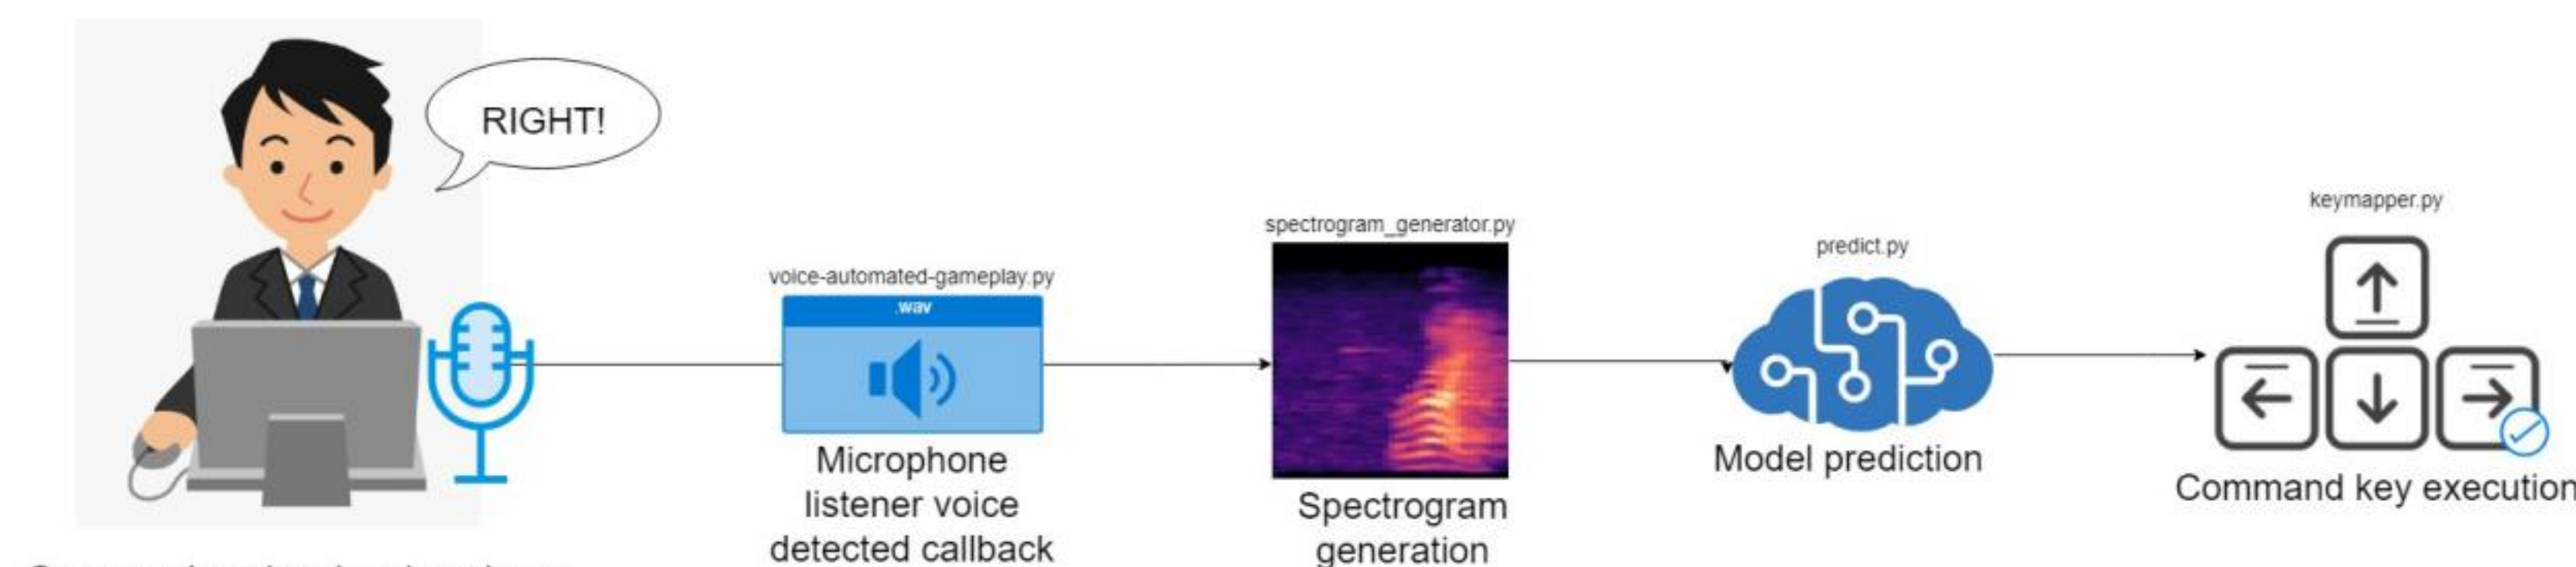 RIGHT!
voice-automated-gameplay.py
.wav
Microphone
listener voice
detected callback
spectrogram_generator.py
Spectrogram
generation
predict.py
Model prediction
keymapper.py
Command key execution